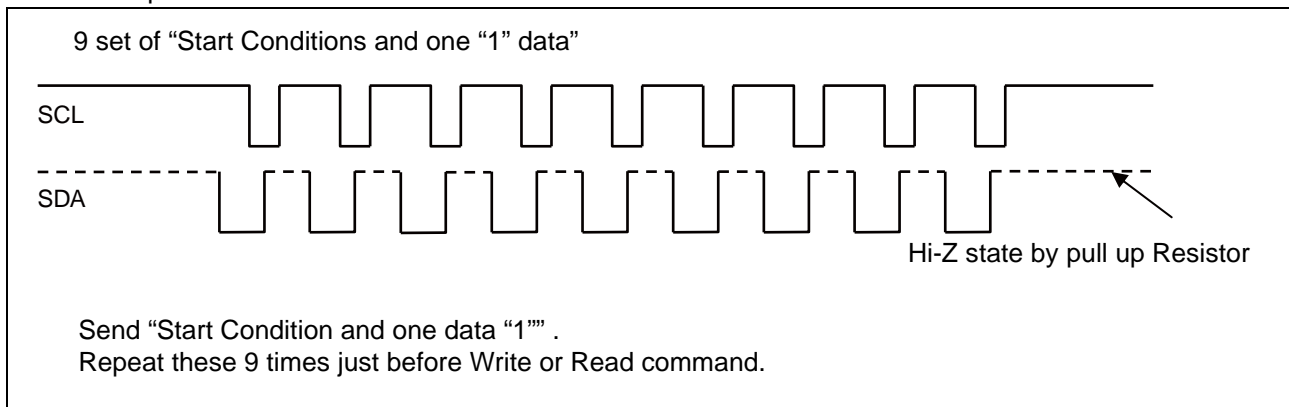 9 set of “Start Conditions and one “1” data”
SCL
SDA
Hi-Z state by pull up Resistor
Send “Start Condition and one data “1”” .
Repeat these 9 times just before Write or Read command.